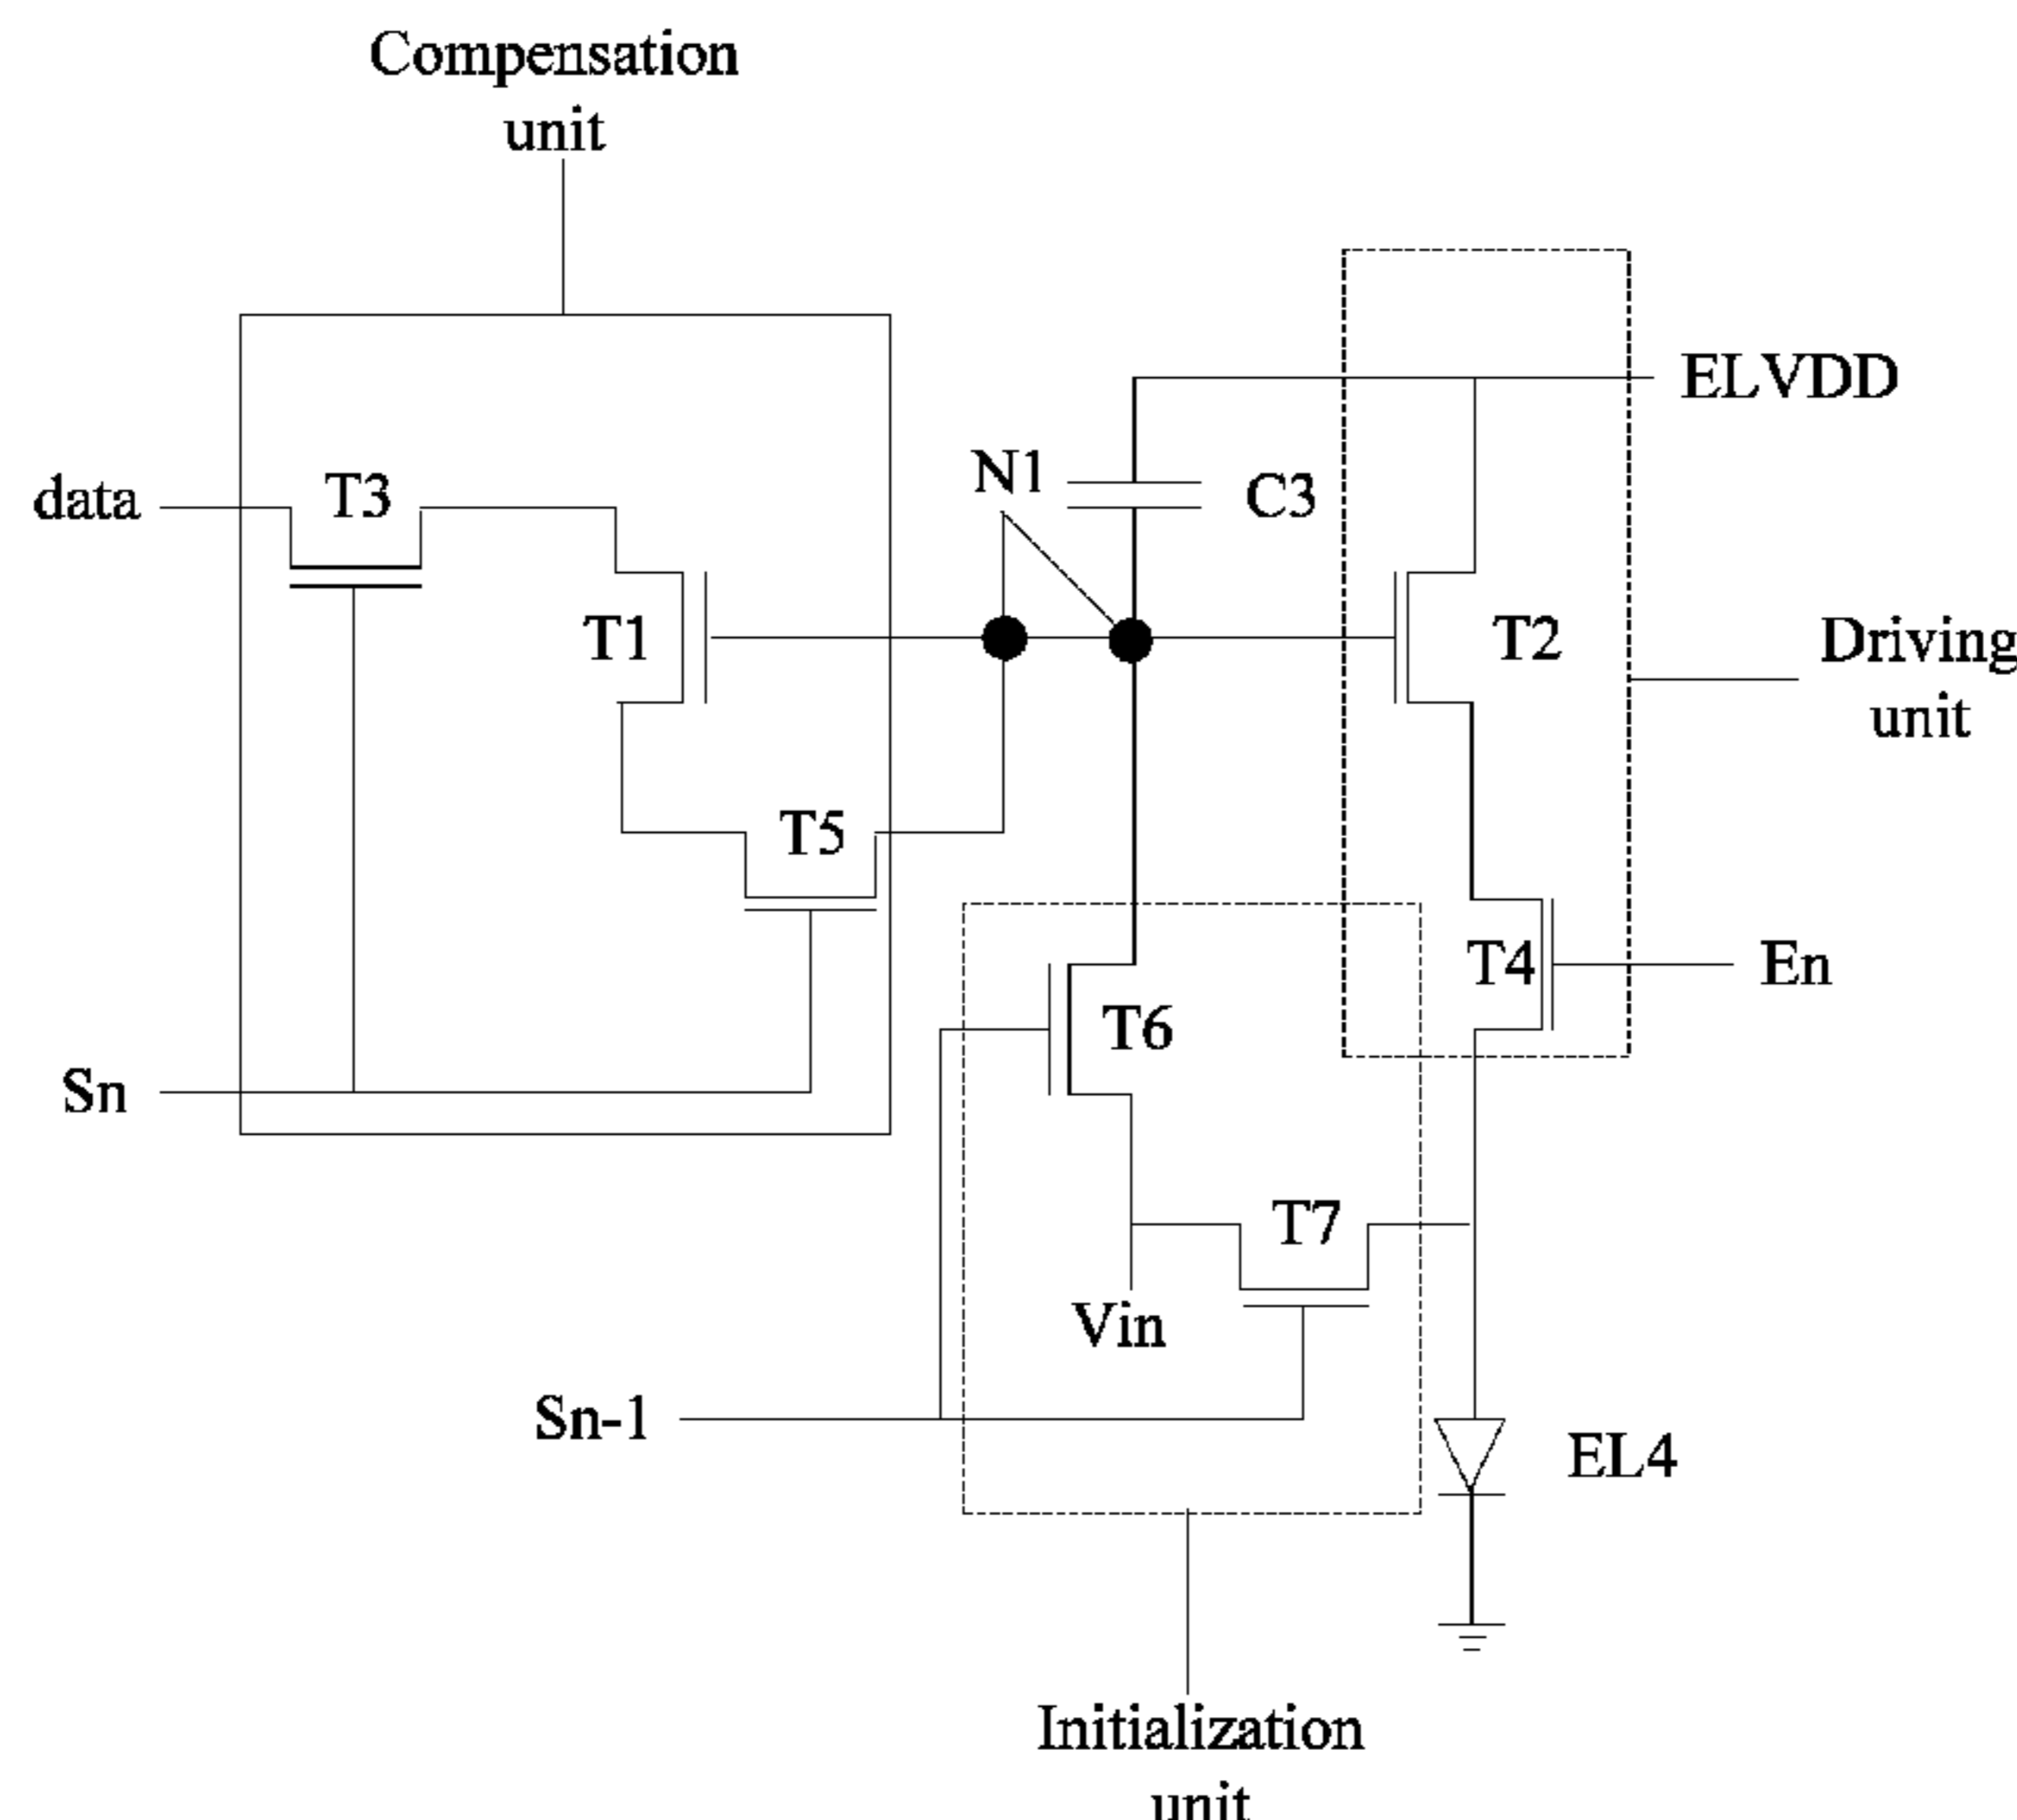 Compensation
unit
ELVDD
data
T3
N1
C3
T1
T2
Driving
unit
T5
T4
En
T6
Sn
T7
Vin
Sn-1
EL4
Initialization
unit